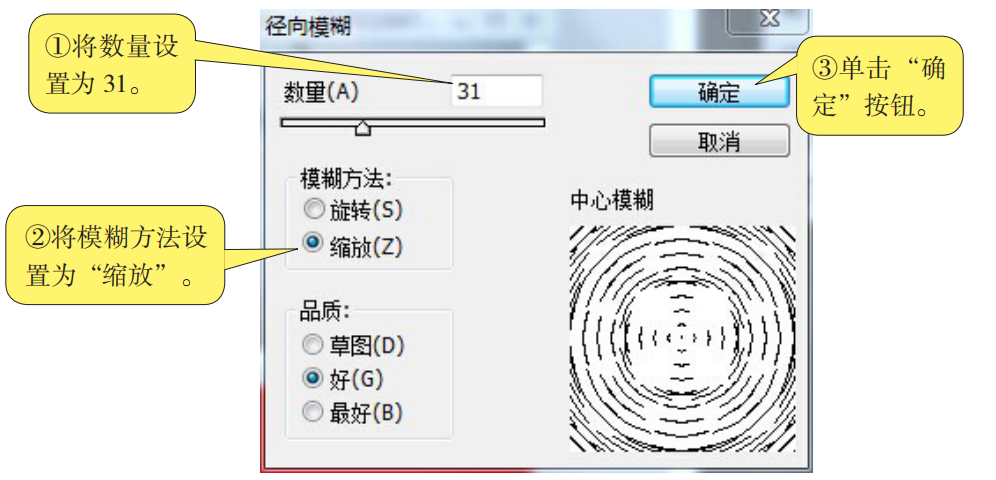 径向模糊
①将数量设
置为 31。
数量(A)
31
确定
③单击“确
定”按钮。
取消
模糊方法:
旋转(S)
②将模糊方法设
置为“缩放”。
缩放(Z)
中心模糊
品质:
草图(D)
好(G)
最好(B)